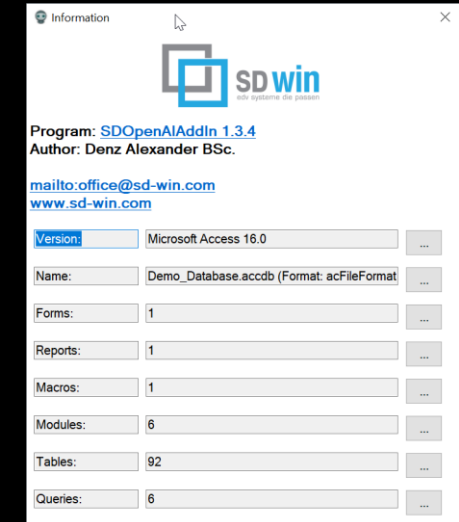 Information
SD win
edv systeme die passen
Program: SDOpenAIAddIn 1.3.4
Author: Denz Alexander BSc.
mailto:office@sd-win.com
www.sd-win.com
Version: Microsoft Access 16.0 ...
Name: Demo_Database.accdb (Format: acFileFormat ...
Forms: 1 ...
Reports: 1 ...
Macros: 1 ...
Modules: 6 ...
Tables: 92 ...
Queries: 6 ...